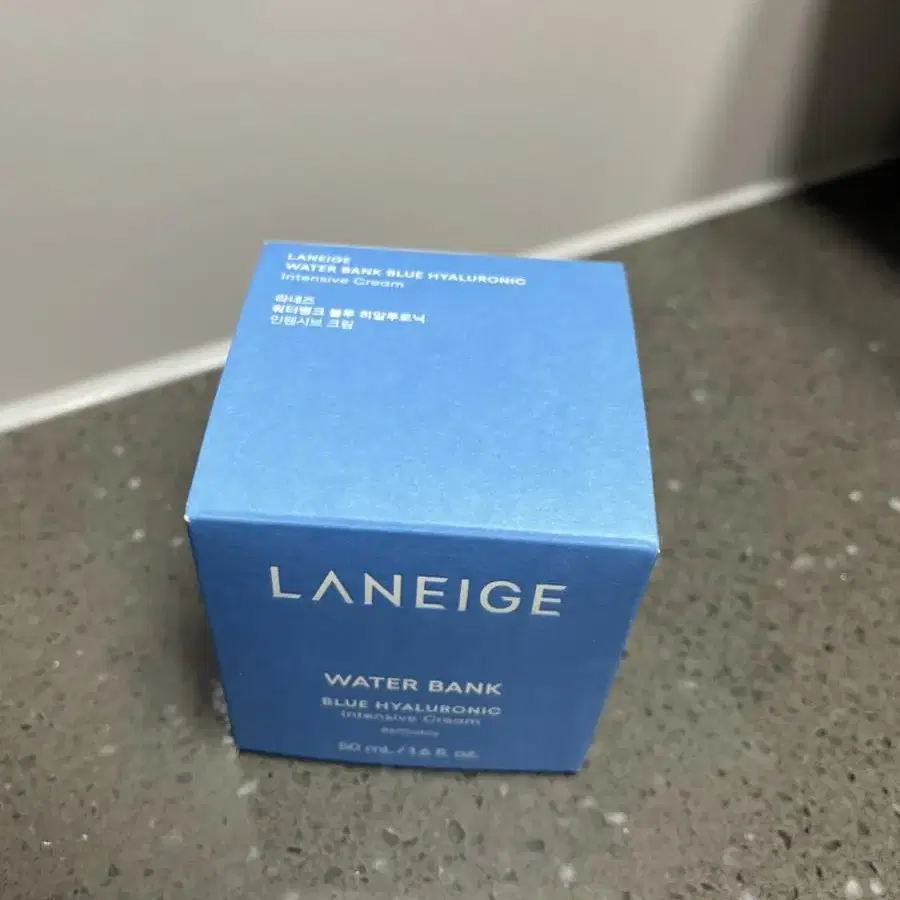 LANEIGE
WATER BANK BLUE HYALURONIC
Intensive Cream
라네즈
워터뱅크 블루 히알루로닉
인텐시브 크림
LANEIGE
WATER BANK
BLUE HYALURONIC
Intensive Cream
50 mL / 1.6 fl. oz.